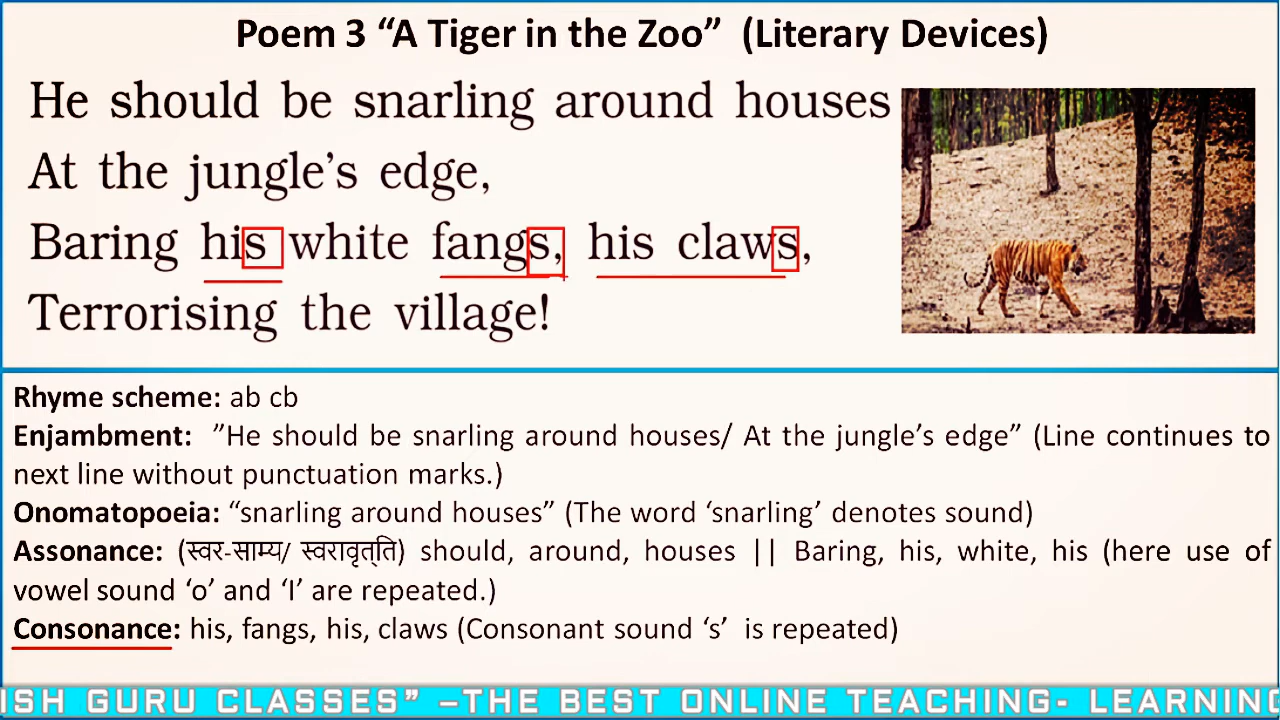 Poem 3 “A Tiger in the Zoo” (Literary Devices)
He should be snarling around houses
At the jungle’s edge,
Baring his white fangs, his claws,
Terrorising the village!
Rhyme scheme: ab cb
Enjambment: ”He should be snarling around houses/ At the jungle’s edge” (Line continues to
next line without punctuation marks.)
Onomatopoeia: “snarling around houses” (The word ‘snarling’ denotes sound)
Assonance: (स्वर-साम्य/ स्वरावृत्ति) should, around, houses || Baring, his, white, his (here use of
vowel sound ‘o’ and ‘I’ are repeated.)
Consonance: his, fangs, his, claws (Consonant sound ‘s’ is repeated)
ISH GURU CLASSES” –THE BEST ONLINE TEACHING- LEARNING